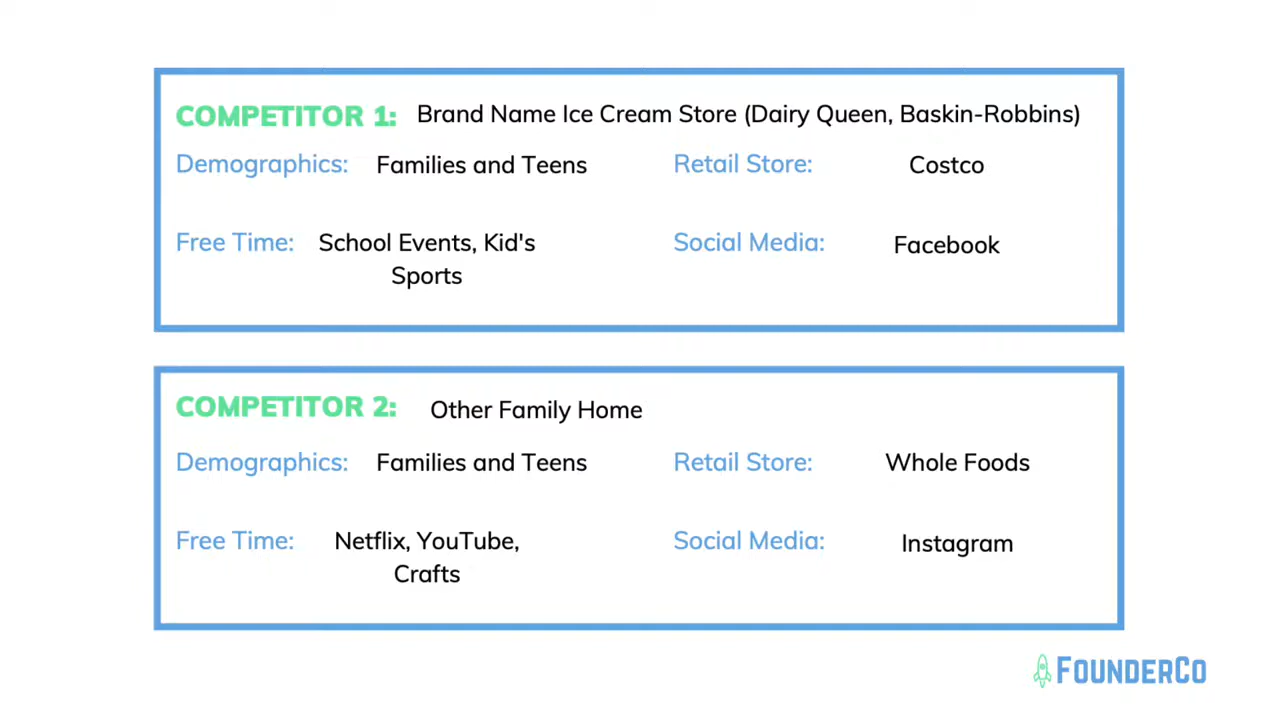 COMPETITOR 1: Brand Name Ice Cream Store (Dairy Queen, Baskin-Robbins)
Demographics: Families and Teens Retail Store: Costco
Free Time: School Events, Kid's Social Media: Facebook
Sports
COMPETITOR 2: Other Family Home
Demographics: Families and Teens Retail Store: Whole Foods
Free Time: Netflix, YouTube, Social Media: Instagram
Crafts
FOUNDERCO